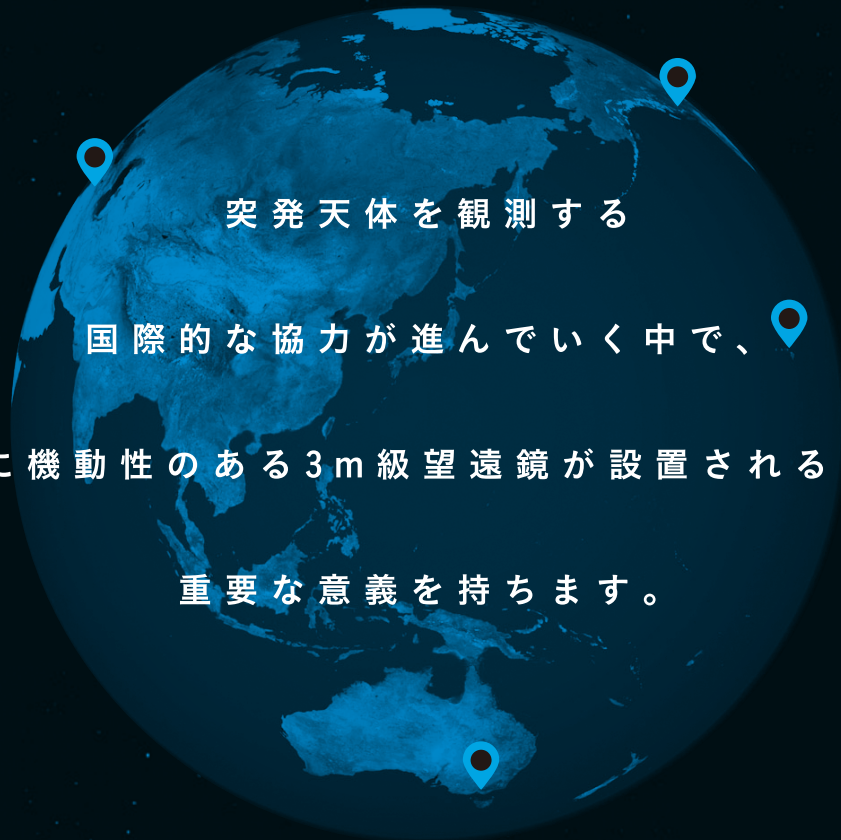 突発天体を観測する
国際的な協力が進んでいく中で、
に機動性のある3m級望遠鏡が設置される
重要な意義を持ちます。